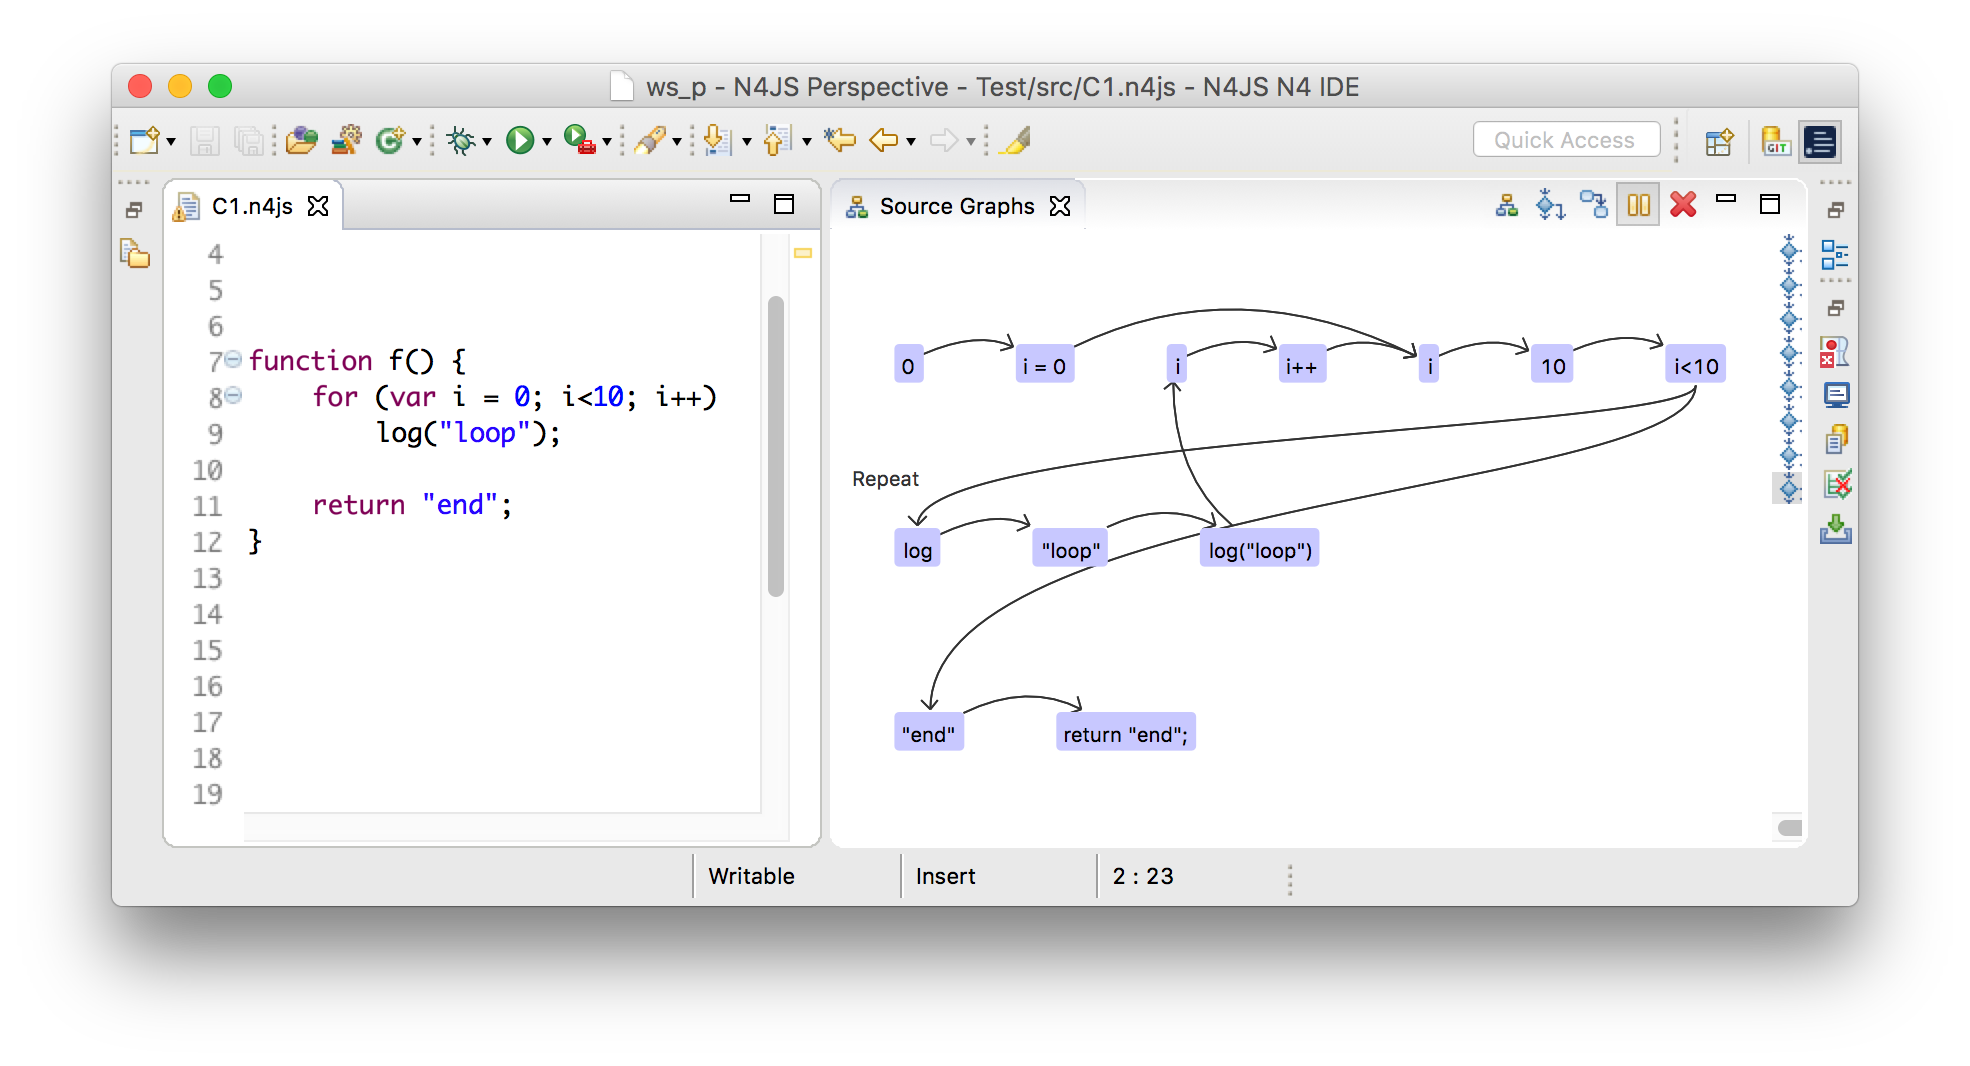 ws_p - N4JS Perspective - Test/src/C1.n4js - N4JS N4 IDE
Quick Access
GIT
C1.n4js
4
5
6
7 function f() {
8 for (var i = 0; i<10; i++)
9 log("loop");
10
11 return "end";
12 }
13
14
15
16
17
18
19
Source Graphs
0 i = 0 i i++ i 10 i<10
Repeat
log "loop" log("loop")
"end" return "end";
Writable Insert 2 : 23